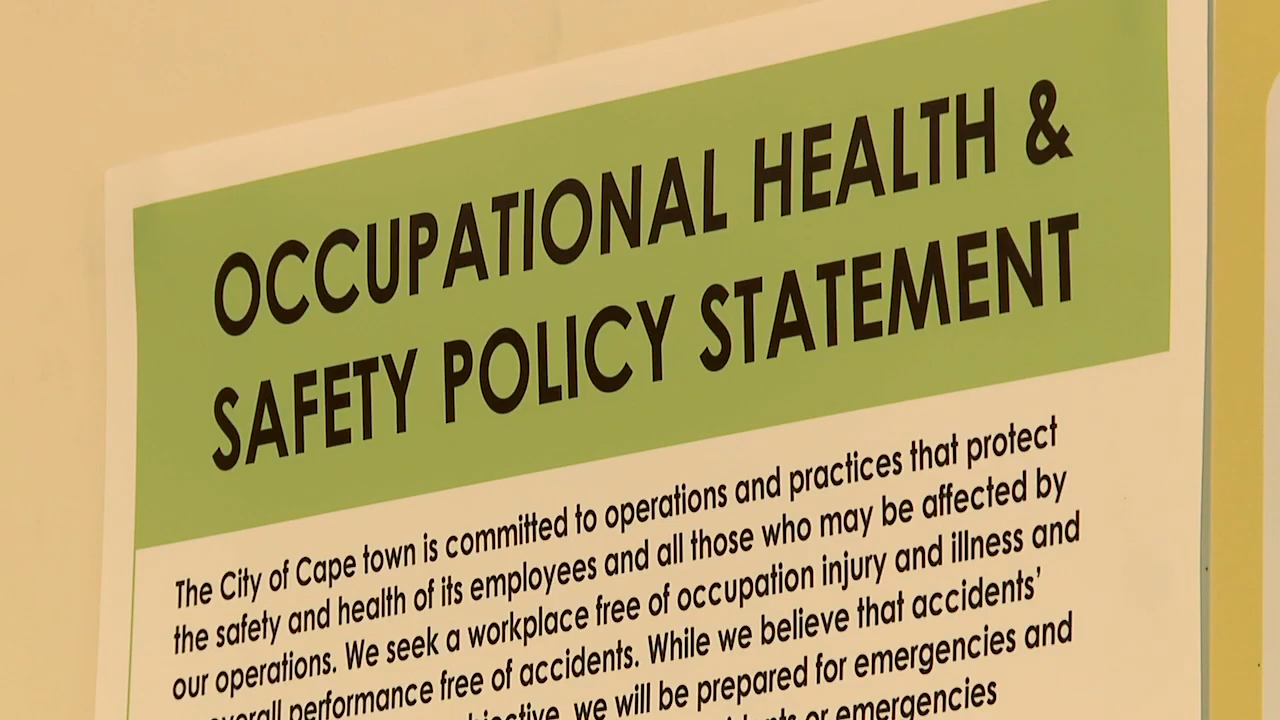 OCCUPATIONAL HEALTH &
SAFETY POLICY STATEMENT
The City of Cape town is committed to operations and practices that protect
the safety and health of its employees and all those who may be affected by
our operations. We seek a workplace free of occupation injury and illness and
overall performance free of accidents. While we believe that accidents’
we will be prepared for emergencies and
or emergencies